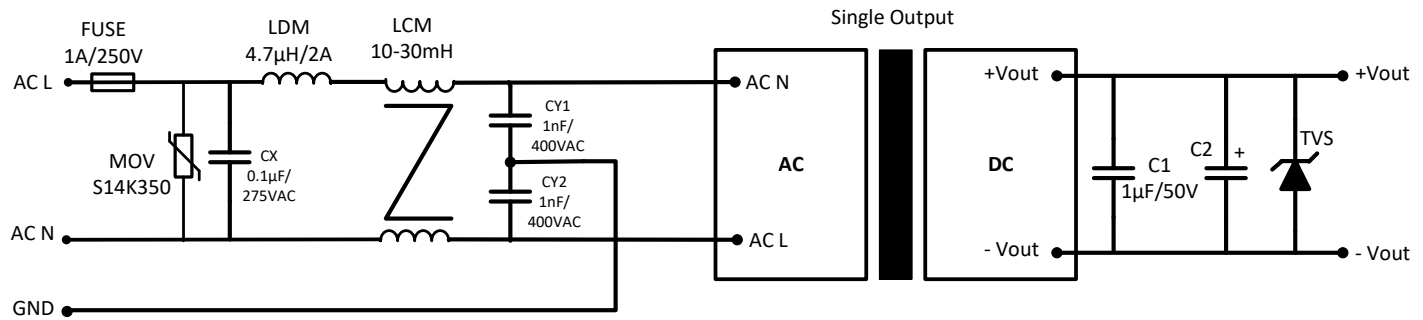 Single Output
FUSE
1A/250V
LDM
4.7µH/2A
LCM
10-30mH
AC L
MOV
S14K350
CX
0.1µF/
275VAC
CY1
1nF/
400VAC
CY2
1nF/
400VAC
AC N
GND
AC N
AC
AC L
+Vout
DC
- Vout
C1
1µF/50V
C2
+
TVS
+Vout
- Vout